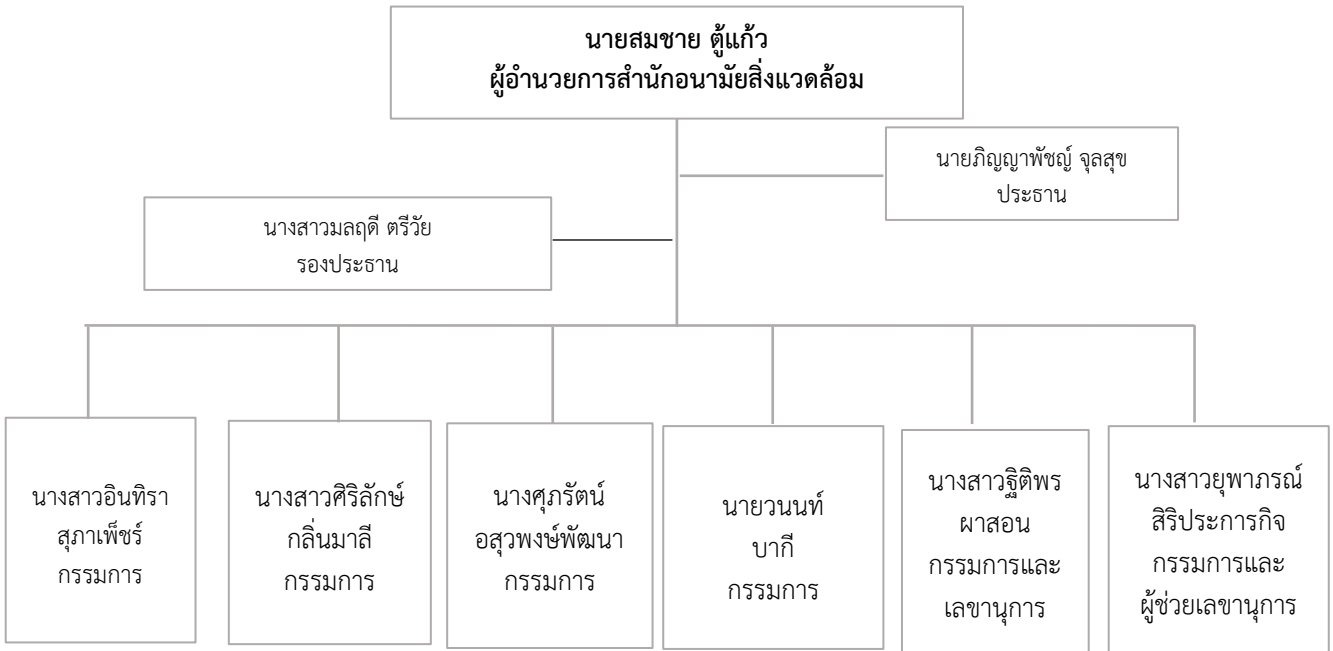 นายสมชาย ตู้แก้ว
ผู้อำนวยการสำนักอนามัยสิ่งแวดล้อม
นายภิญญาพัชญ์ จุลสุข
ประธาน
นางสาวมลฤดี ตรีวัย
รองประธาน
นางสาวอินทิรา
สุภาเพ็ชร์
กรรมการ
นางสาวศิริลักษ์
กลิ่นมาลี
กรรมการ
นางศุภรัตน์
อสุวพงษ์พัฒนา
กรรมการ
นายวนนท์
บากี
กรรมการ
นางสาวฐิติพร
ผาสอน
กรรมการและ
เลขานุการ
นางสาวยุพาภรณ์
สิริประการกิจ
กรรมการและ
ผู้ช่วยเลขานุการ